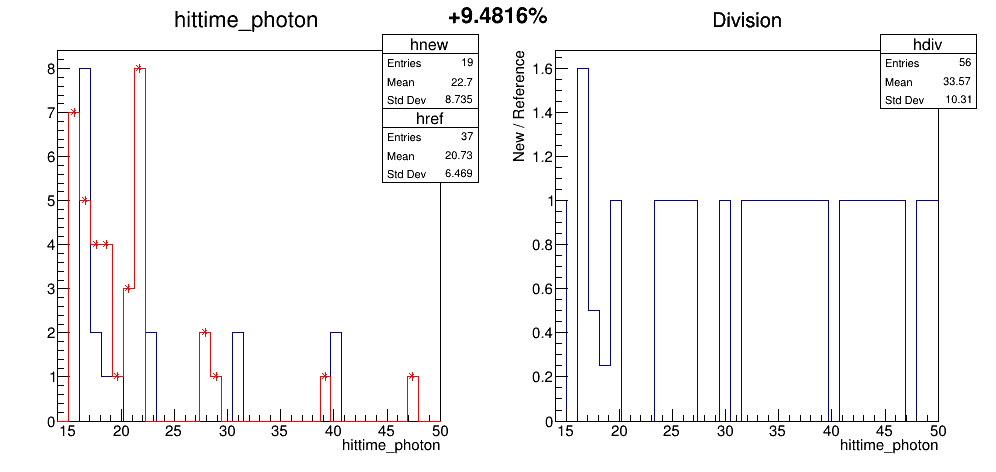 +9.4816%
hittime_photon
hnew
Entries 19
Mean 22.7
Std Dev 8.735
href
Entries 37
Mean 20.73
Std Dev 6.469
8
7
6
5
4
3
2
1
0
15 20 25 30 35 40 45 50
hittime_photon
Division
hdiv
Entries 56
Mean 33.57
Std Dev 10.31
New / Reference
1.6
1.4
1.2
1
0.8
0.6
0.4
0.2
0
15 20 25 30 35 40 45 50
hittime_photon